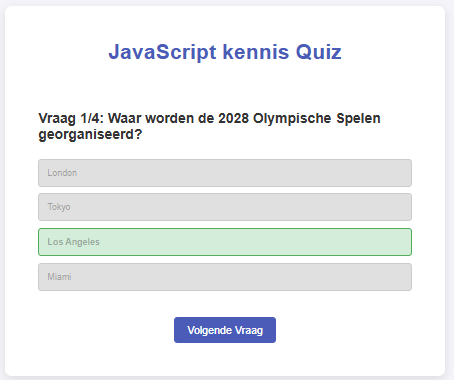 JavaScript kennis Quiz
Vraag 1/4: Waar worden de 2028 Olympische Spelen
georganiseerd?
London
Tokyo
Los Angeles
Miami
Volgende Vraag